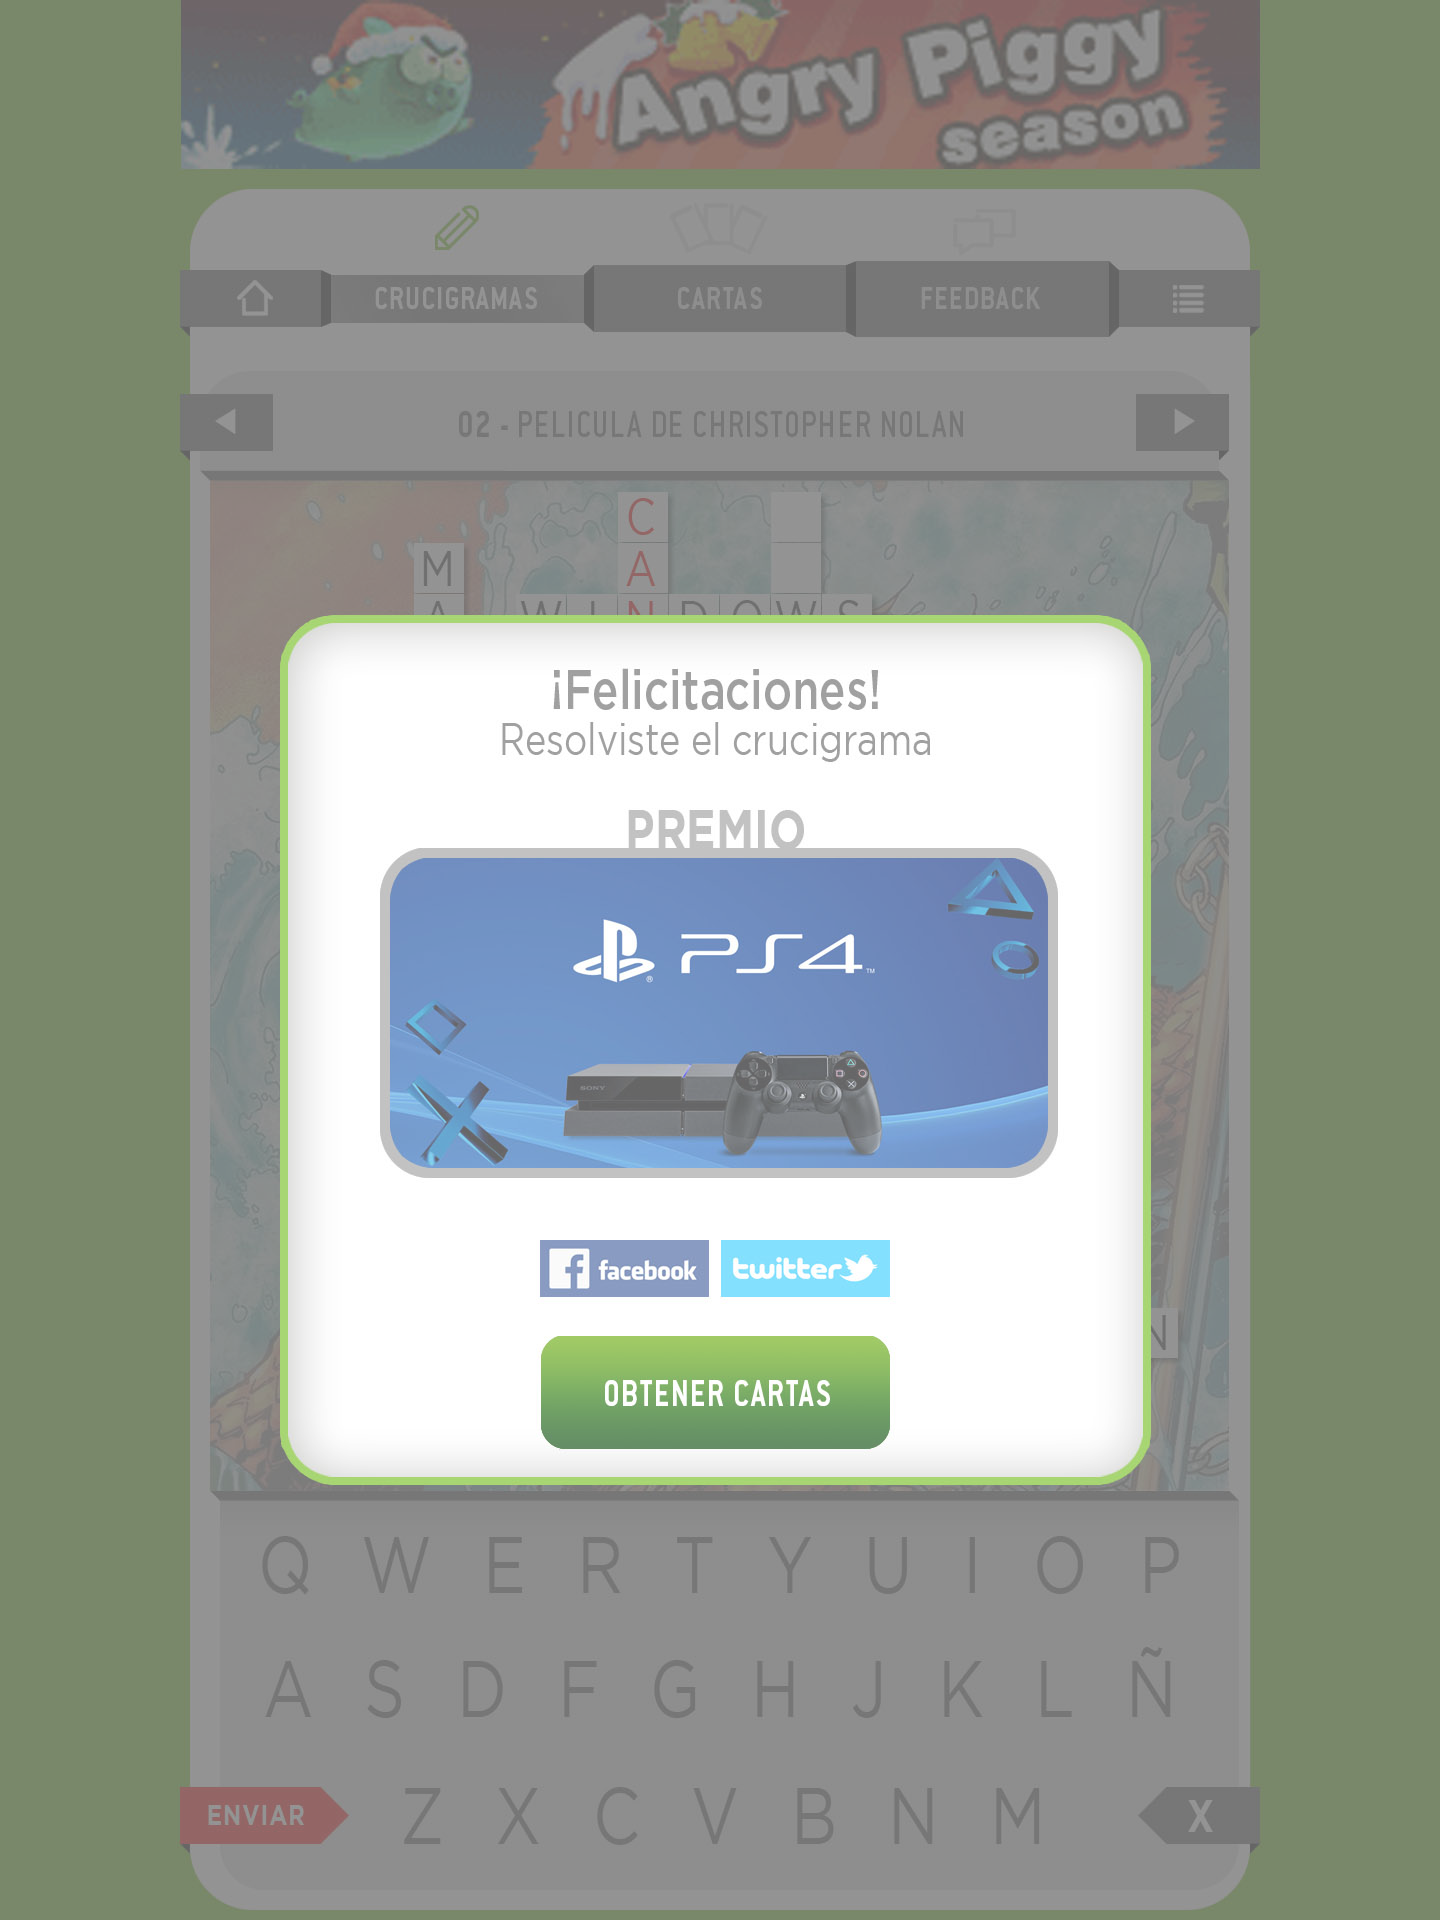 Angry Piggy
season
CRUCIGRAMAS
CARTAS
FEEDBACK
02 - PELICULA DE CHRISTOPHER NOLAN
C
M
A
A
WINDOWS
¡Felicitaciones!
Resolviste el crucigrama
PREMIO
PS4
SONY
facebook
twitter
OBTENER CARTAS
N
Q W E R T Y U I O P
A S D F G H J K L Ñ
ENVIAR
Z X C V B N M
X